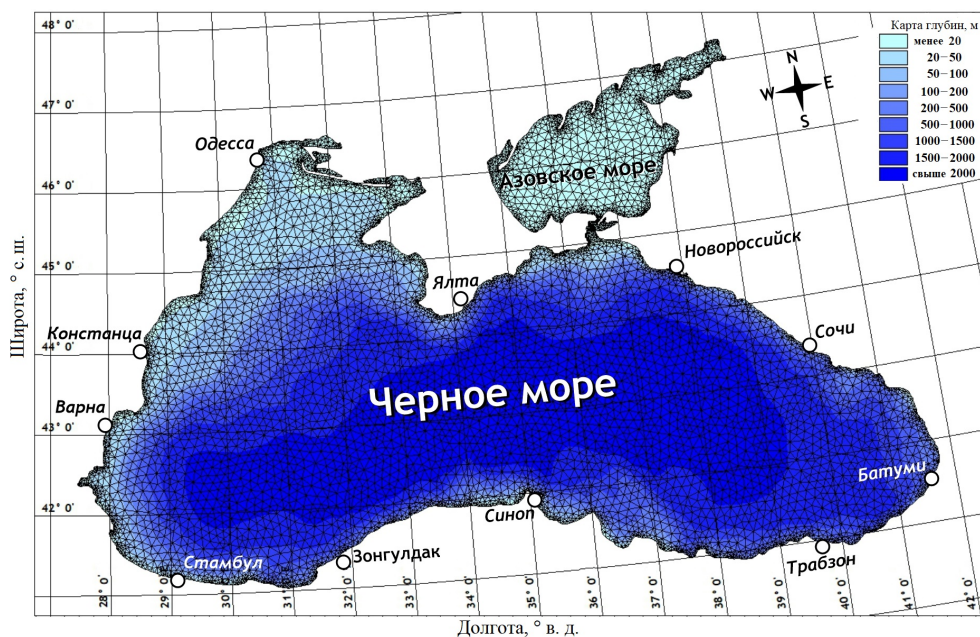 Карта глубин, м
менее 20
20–50
50–100
100–200
200–500
500–1000
1000–1500
1500–2000
свыше 2000
N
W E
S
48° 0'
47° 0'
46° 0'
45° 0'
44° 0'
43° 0'
42° 0'
Широта, ° с. ш.
Одесса
Азовское море
Новороссийск
Ялта
Констанца
Сочи
Черное море
Варна
Батуми
Синоп
Стамбул
Зонгулдак
Трабзон
28° 0'
29° 0'
30° 0'
31° 0'
32° 0'
33° 0'
34° 0'
35° 0'
36° 0'
37° 0'
38° 0'
39° 0'
40° 0'
41° 0'
42° 0'
Долгота, ° в. д.